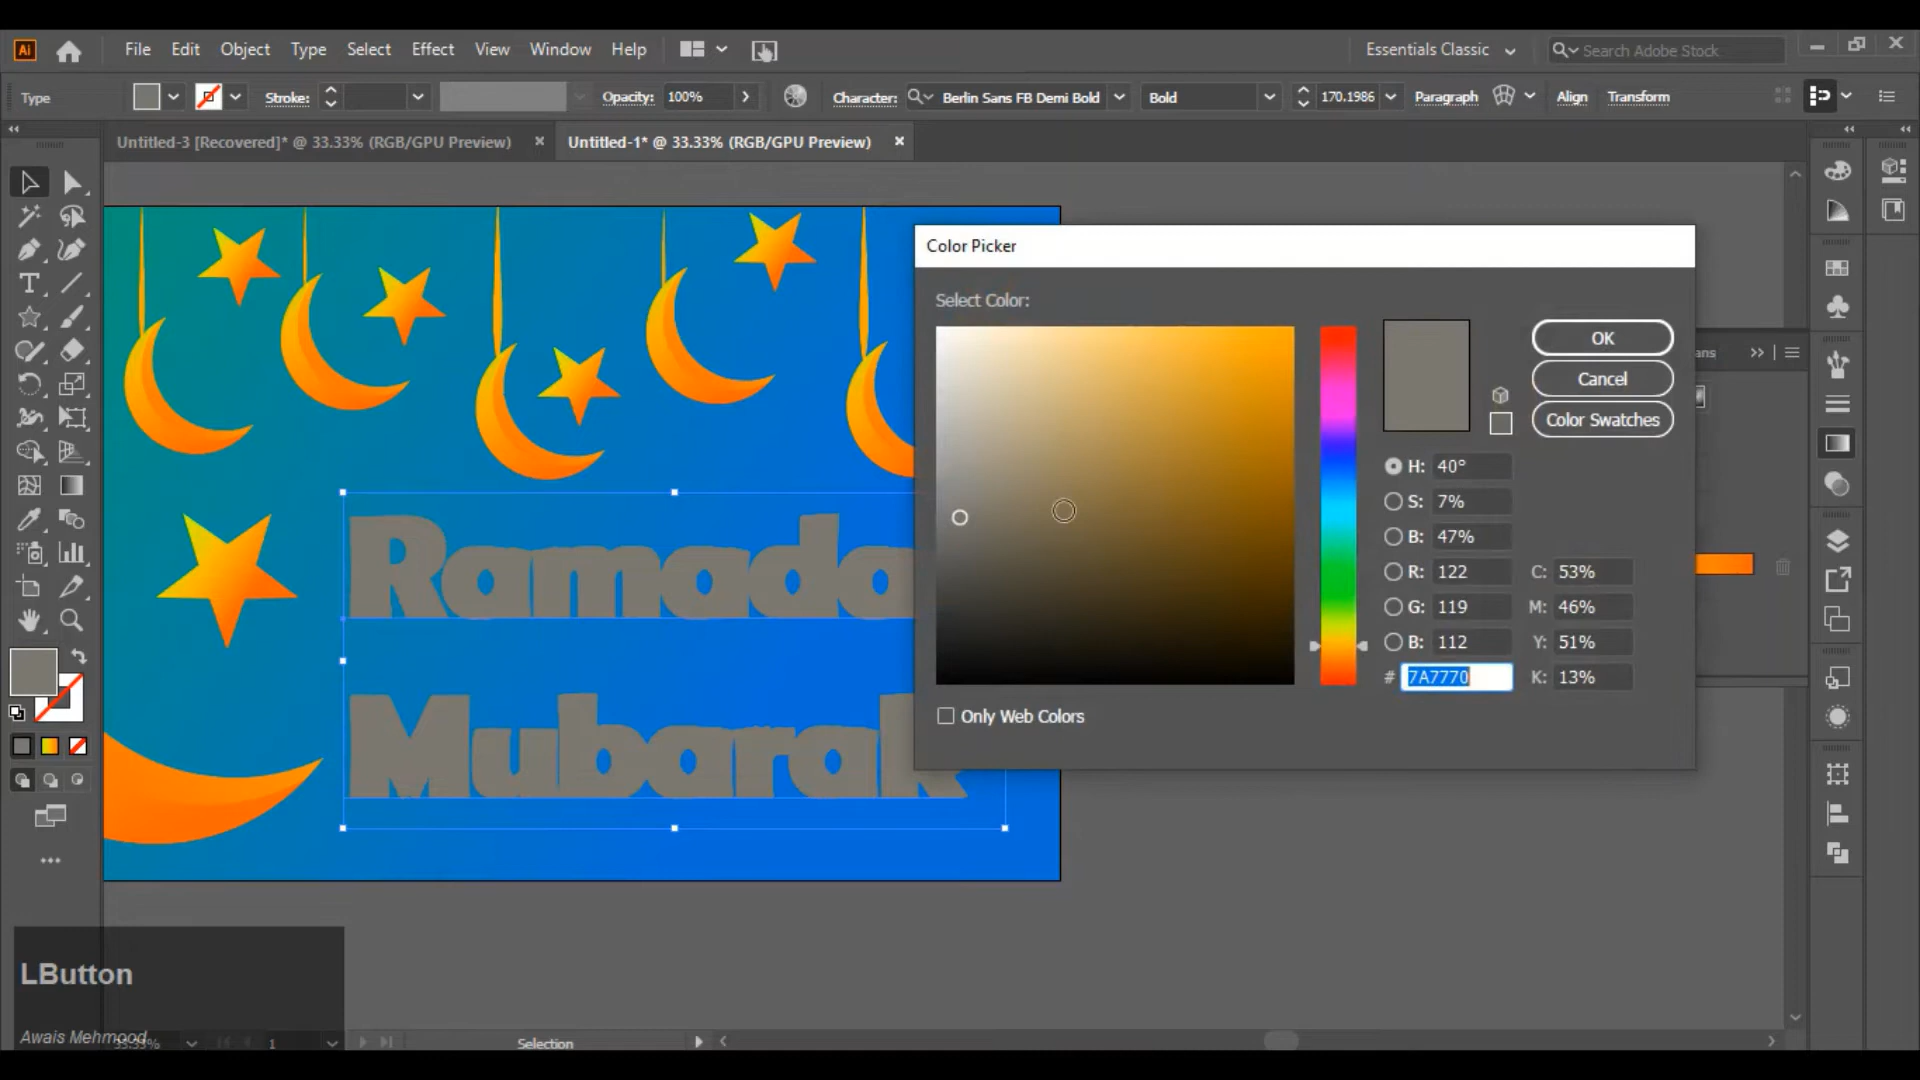 Ai
File Edit Object Type Select Effect View Window Help
Essentials Classic
Search Adobe Stock
Type
Stroke:
Opacity: 100%
Character: Berlin Sans FB Demi Bold
Bold
170.1986
Paragraph
Align
Transform
Untitled-3 [Recovered]* @ 33.33% (RGB/GPU Preview)
Untitled-1* @ 33.33% (RGB/GPU Preview)
Color Picker
Select Color:
OK
Cancel
Color Swatches
H: 40°
S: 7%
B: 47%
R: 122
C: 53%
G: 119
M: 46%
B: 112
Y: 51%
# 7A7770
K: 13%
Only Web Colors
Ramada
Mubarak
LButton
Awais Mehmood
33.33%
1
Selection